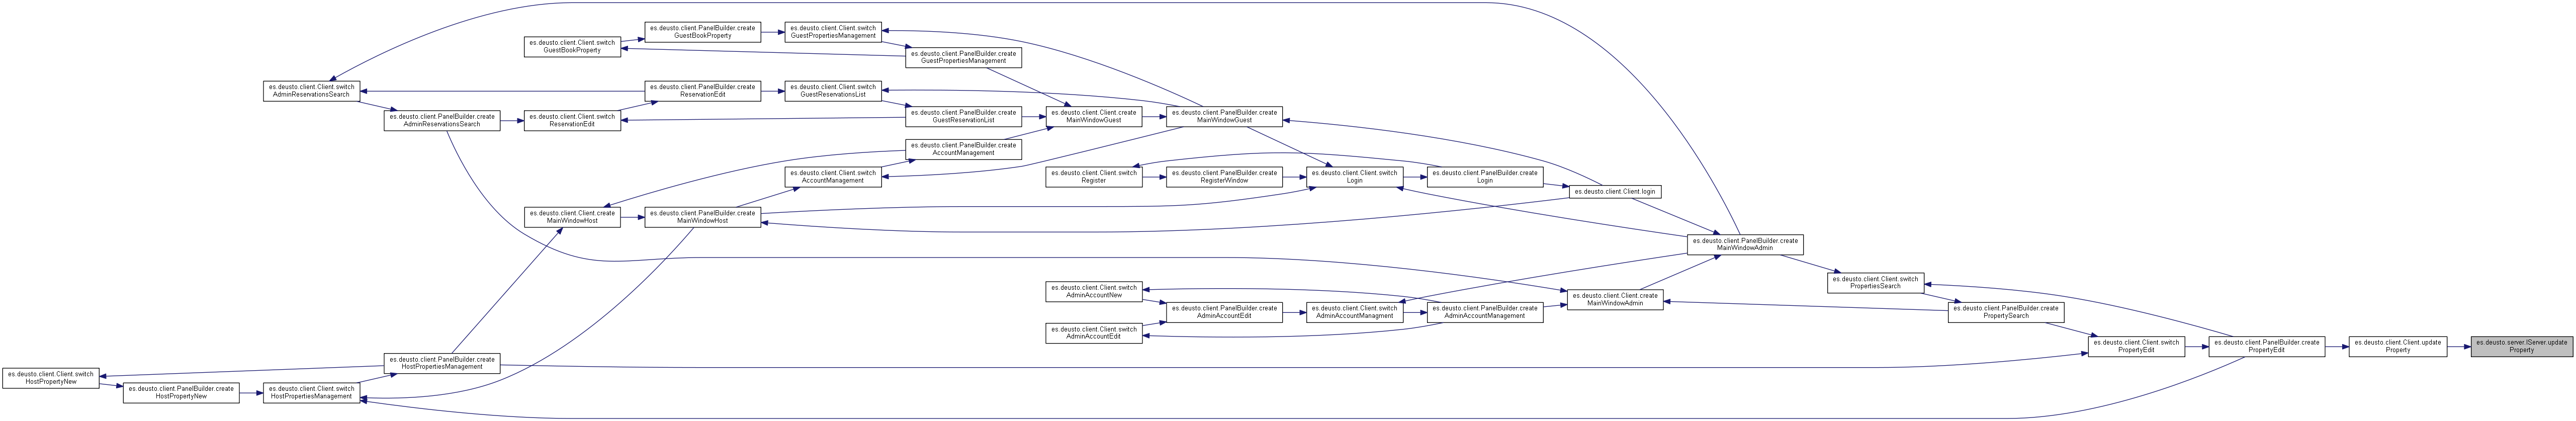 es.deusto.client.Client.switch
HostPropertyNew
es.deusto.client.PanelBuilder.create
HostPropertyNew
es.deusto.client.Client.switch
AdminReservationsSearch
es.deusto.client.Client.switch
HostPropertiesManagement
es.deusto.client.PanelBuilder.create
AdminReservationsSearch
es.deusto.client.PanelBuilder.create
HostPropertiesManagement
es.deusto.client.Client.switch
GuestBookProperty
es.deusto.client.Client.switch
ReservationEdit
es.deusto.client.Client.create
MainWindowHost
es.deusto.client.PanelBuilder.create
GuestBookProperty
es.deusto.client.PanelBuilder.create
ReservationEdit
es.deusto.client.PanelBuilder.create
MainWindowHost
es.deusto.client.Client.switch
GuestPropertiesManagement
es.deusto.client.Client.switch
GuestReservationsList
es.deusto.client.Client.switch
AccountManagement
es.deusto.client.PanelBuilder.create
GuestPropertiesManagement
es.deusto.client.PanelBuilder.create
GuestReservationList
es.deusto.client.PanelBuilder.create
AccountManagement
es.deusto.client.Client.create
MainWindowGuest
es.deusto.client.Client.switch
Register
es.deusto.client.Client.switch
AdminAccountNew
es.deusto.client.Client.switch
AdminAccountEdit
es.deusto.client.PanelBuilder.create
MainWindowGuest
es.deusto.client.PanelBuilder.create
RegisterWindow
es.deusto.client.PanelBuilder.create
AdminAccountEdit
es.deusto.client.Client.switch
Login
es.deusto.client.Client.switch
AdminAccountManagment
es.deusto.client.PanelBuilder.create
Login
es.deusto.client.PanelBuilder.create
AdminAccountManagement
es.deusto.client.Client.login
es.deusto.client.Client.create
MainWindowAdmin
es.deusto.client.PanelBuilder.create
MainWindowAdmin
es.deusto.client.Client.switch
PropertiesSearch
es.deusto.client.PanelBuilder.create
PropertySearch
es.deusto.client.Client.switch
PropertyEdit
es.deusto.client.PanelBuilder.create
PropertyEdit
es.deusto.client.Client.update
Property
es.deusto.server.IServer.update
Property